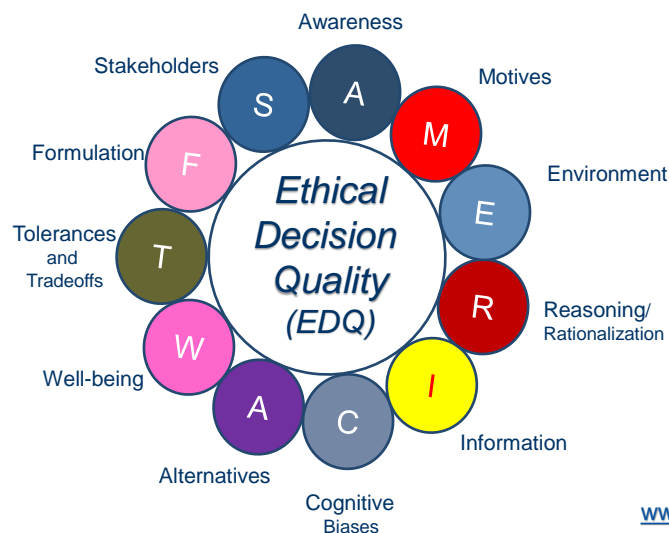 Awareness
Stakeholders
Motives
S
A
M
Formulation
F
Environment
E
Ethical
Decision
Quality
(EDQ)
Tolerances
and
Tradeoffs
T
R
Reasoning/
Rationalization
W
I
Well-being
A
C
Information
Alternatives
Cognitive
Biases
ww